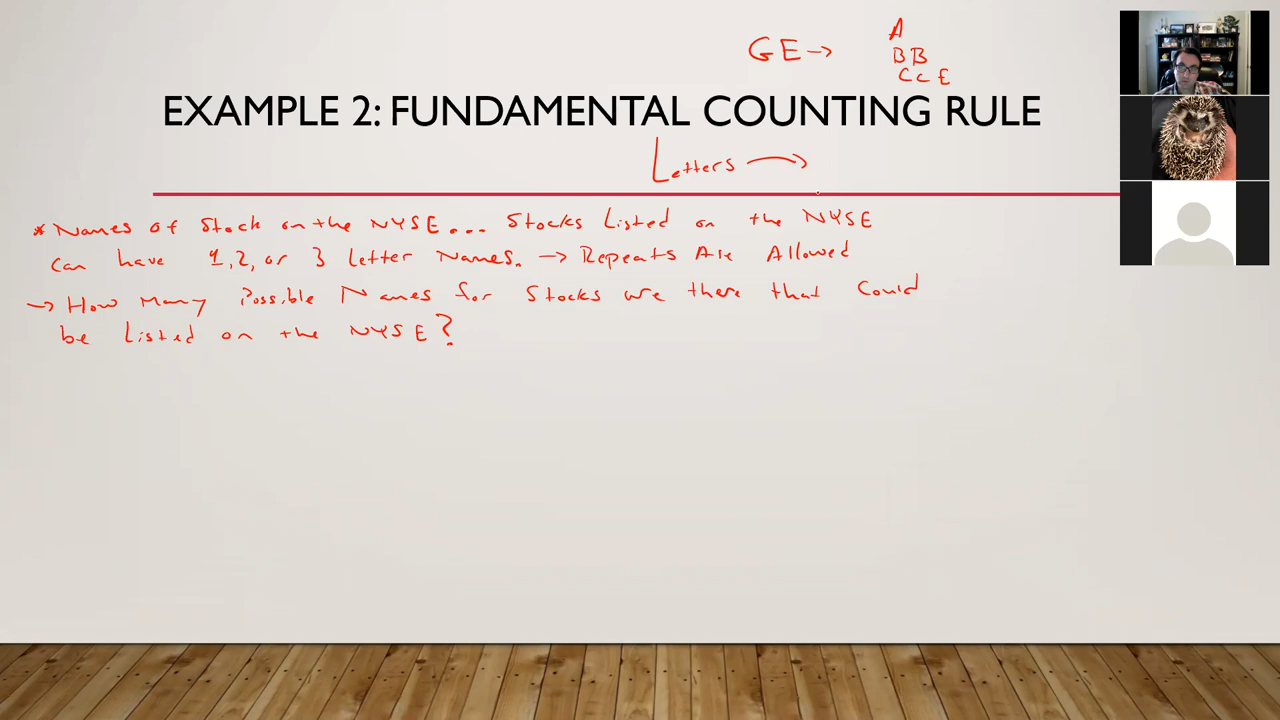 GE →
A
BB
CCE
EXAMPLE 2: FUNDAMENTAL COUNTING RULE
Letters →
* Names of Stock on the NYSE... Stocks Listed on the NYSE
can have 1, 2, or 3 letter Names. → Repeats Are Allowed
→ How Many Possible Names for Stocks are there that could
be Listed on the NYSE?